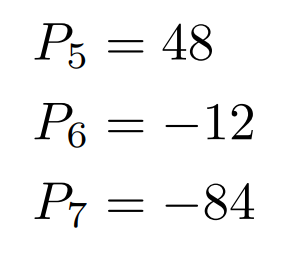 P₅ = 48
P₆ = −12
P₇ = −84